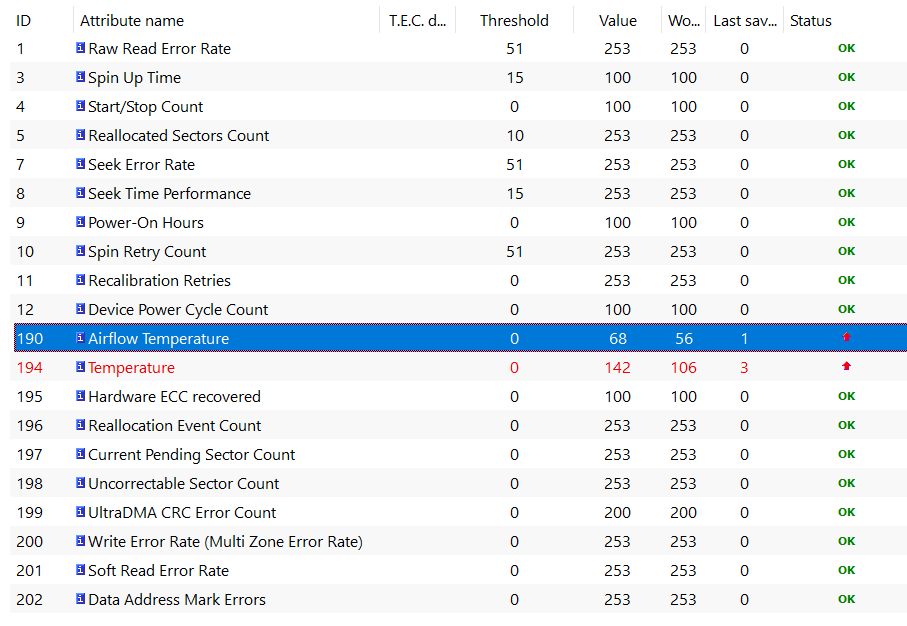 ID Attribute name T.E.C. d... Threshold Value Wo... Last sav... Status
1 Raw Read Error Rate 51 253 253 0 OK
3 Spin Up Time 15 100 100 0 OK
4 Start/Stop Count 0 100 100 0 OK
5 Reallocated Sectors Count 10 253 253 0 OK
7 Seek Error Rate 51 253 253 0 OK
8 Seek Time Performance 15 253 253 0 OK
9 Power-On Hours 0 100 100 0 OK
10 Spin Retry Count 51 253 253 0 OK
11 Recalibration Retries 0 253 253 0 OK
12 Device Power Cycle Count 0 100 100 0 OK
190 Airflow Temperature 0 68 56 1
194 Temperature 0 142 106 3
195 Hardware ECC recovered 0 100 100 0 OK
196 Reallocation Event Count 0 253 253 0 OK
197 Current Pending Sector Count 0 253 253 0 OK
198 Uncorrectable Sector Count 0 253 253 0 OK
199 UltraDMA CRC Error Count 0 200 200 0 OK
200 Write Error Rate (Multi Zone Error Rate) 0 253 253 0 OK
201 Soft Read Error Rate 0 253 253 0 OK
202 Data Address Mark Errors 0 253 253 0 OK